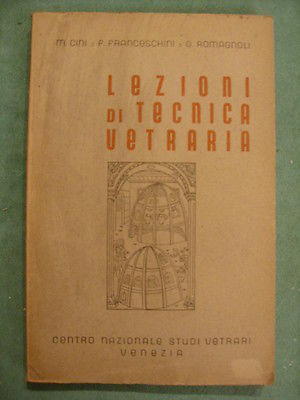 M. CINI - F. FRANCESCHINI - G. ROMAGNOLI
LEZIONI
DI TECNICA
VETRARIA
CENTRO NAZIONALE STUDI VETRARI
VENEZIA